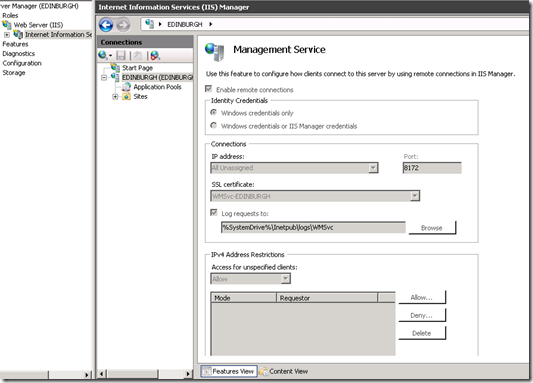 ver Manager (EDINBURGH)
Roles
Web Server (IIS)
Internet Information Se
Features
Diagnostics
Configuration
Storage
Internet Information Services (IIS) Manager
EDINBURGH
Connections
Start Page
EDINBURGH (EDINBURGH
Application Pools
Sites
Management Service
Use this feature to configure how clients connect to this server by using remote connections in IIS Manager.
Enable remote connections
Identity Credentials
Windows credentials only
Windows credentials or IIS Manager credentials
Connections
IP address:
Port:
All Unassigned
8172
SSL certificate:
WMSvc-EDINBURGH
Log requests to:
%SystemDrive%\Inetpub\logs\WMSvc
Browse
IPv4 Address Restrictions
Access for unspecified clients:
Allow
Mode
Requestor
Allow...
Deny...
Delete
Features View
Content View